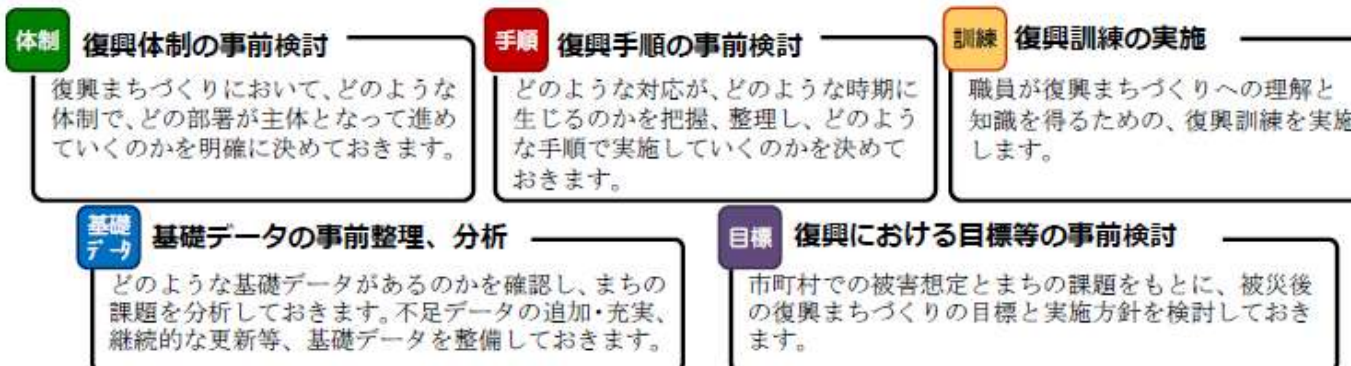 体制 復興体制の事前検討
復興まちづくりにおいて、どのような
体制で、どの部署が主体となって進め
ていくのかを明確に決めておきます。
手順 復興手順の事前検討
どのような対応が、どのような時期に
生じるのかを把握、整理し、どのよう
な手順で実施していくのかを決めて
おきます。
訓練 復興訓練の実施
職員が復興まちづくりへの理解と
知識を得るための、復興訓練を実施
します。
基礎
データ
基礎データの事前整理、分析
どのような基礎データがあるのかを確認し、まちの
課題を分析しておきます。不足データの追加・充実、
継続的な更新等、基礎データを整備しておきます。
目標 復興における目標等の事前検討
市町村での被害想定とまちの課題をもとに、被災後
の復興まちづくりの目標と実施方針を検討しておき
ます。